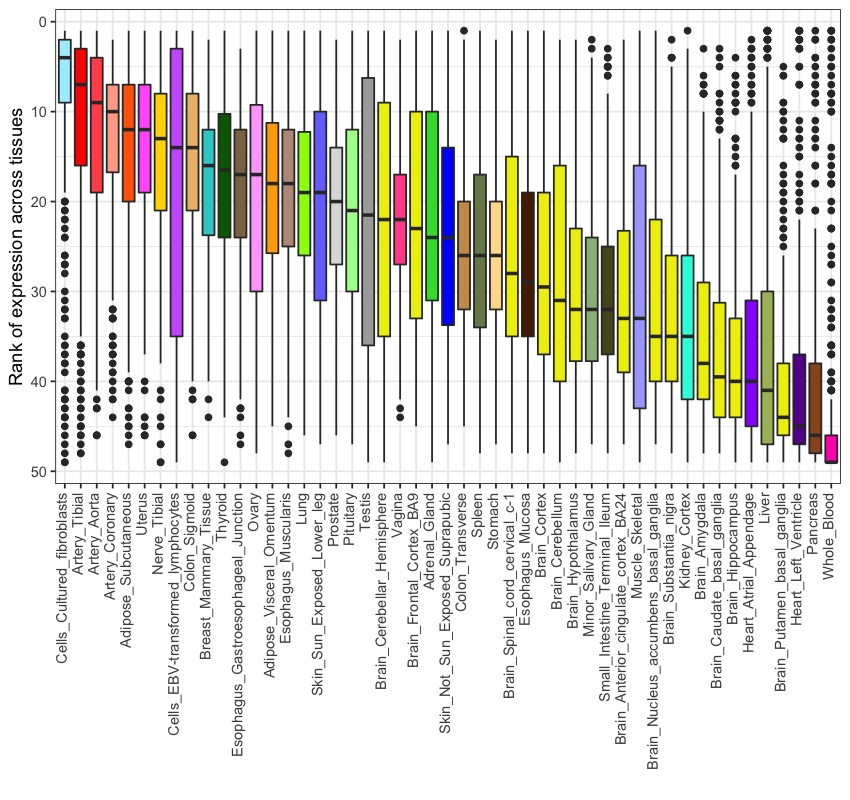 Rank of expression across tissues
0
10
20
30
40
50
Cells_Cultured_fibroblasts
Artery_Tibial
Artery_Aorta
Artery_Coronary
Adipose_Subcutaneous
Uterus
Nerve_Tibial
Cells_EBV-transformed_lymphocytes
Colon_Sigmoid
Breast_Mammary_Tissue
Thyroid
Esophagus_Gastroesophageal_Junction
Ovary
Adipose_Visceral_Omentum
Esophagus_Muscularis
Lung
Skin_Sun_Exposed_Lower_leg
Prostate
Pituitary
Testis
Brain_Cerebellar_Hemisphere
Vagina
Brain_Frontal_Cortex_BA9
Adrenal_Gland
Skin_Not_Sun_Exposed_Suprapubic
Colon_Transverse
Spleen
Stomach
Brain_Spinal_cord_cervical_c-1
Esophagus_Mucosa
Brain_Cortex
Brain_Cerebellum
Brain_Hypothalamus
Minor_Salivary_Gland
Small_Intestine_Terminal_Ileum
Brain_Anterior_cingulate_cortex_BA24
Muscle_Skeletal
Brain_Nucleus_accumbens_basal_ganglia
Brain_Substantia_nigra
Kidney_Cortex
Brain_Amygdala
Brain_Caudate_basal_ganglia
Brain_Hippocampus
Heart_Atrial_Appendage
Liver
Brain_Putamen_basal_ganglia
Heart_Left_Ventricle
Pancreas
Whole_Blood